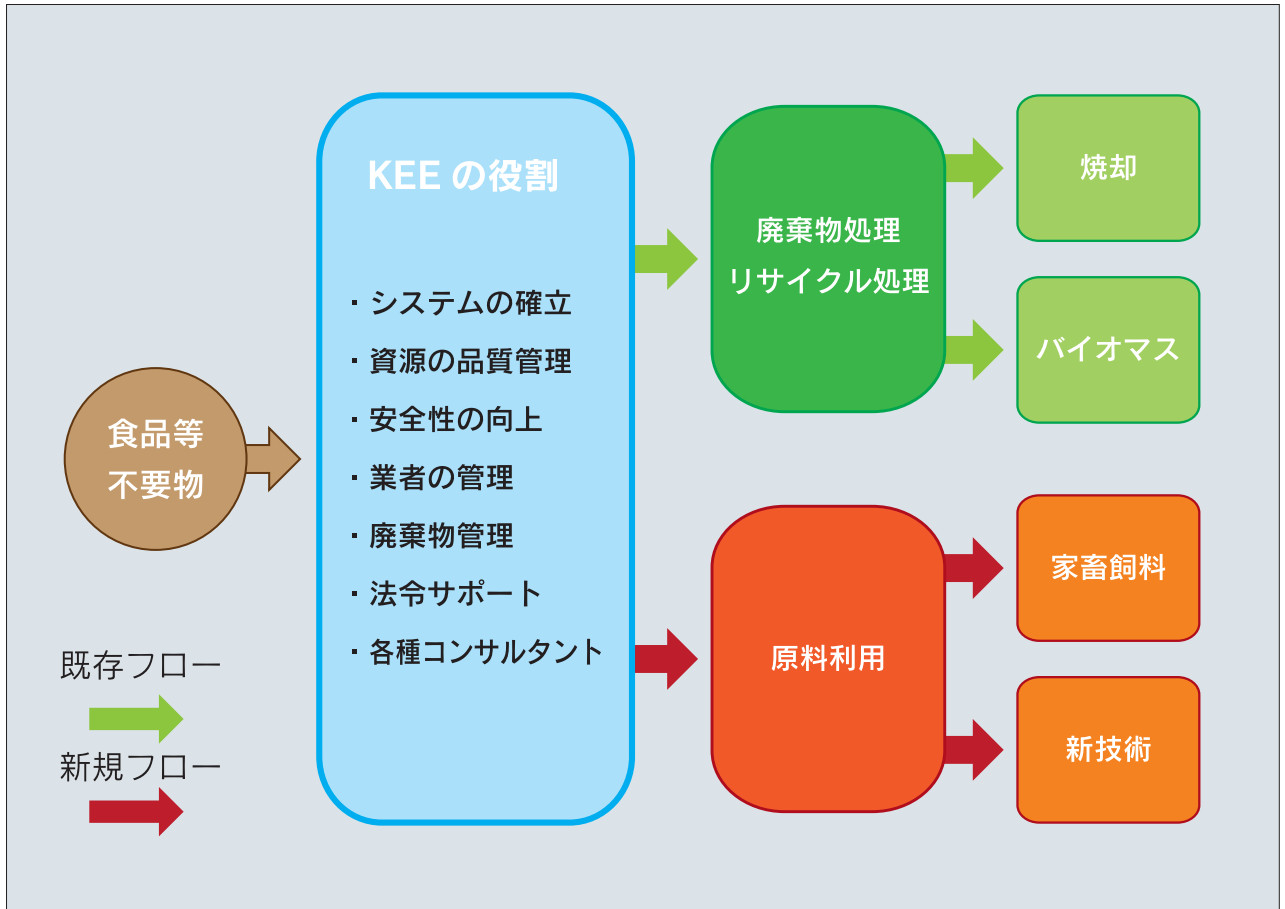 食品等
不要物
既存フロー
新規フロー
KEE の役割
・システムの確立
・資源の品質管理
・安全性の向上
・業者の管理
・廃棄物管理
・法令サポート
・各種コンサルタント
廃棄物処理
リサイクル処理
焼却
バイオマス
原料利用
家畜飼料
新技術